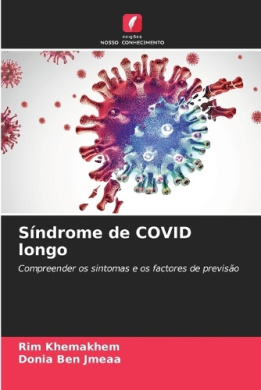 edições
NOSSO CONHECIMENTO
Síndrome de COVID
longo
Compreender os sintomas e os factores de previsão
Rim Khemakhem
Donia Ben Jmeaa